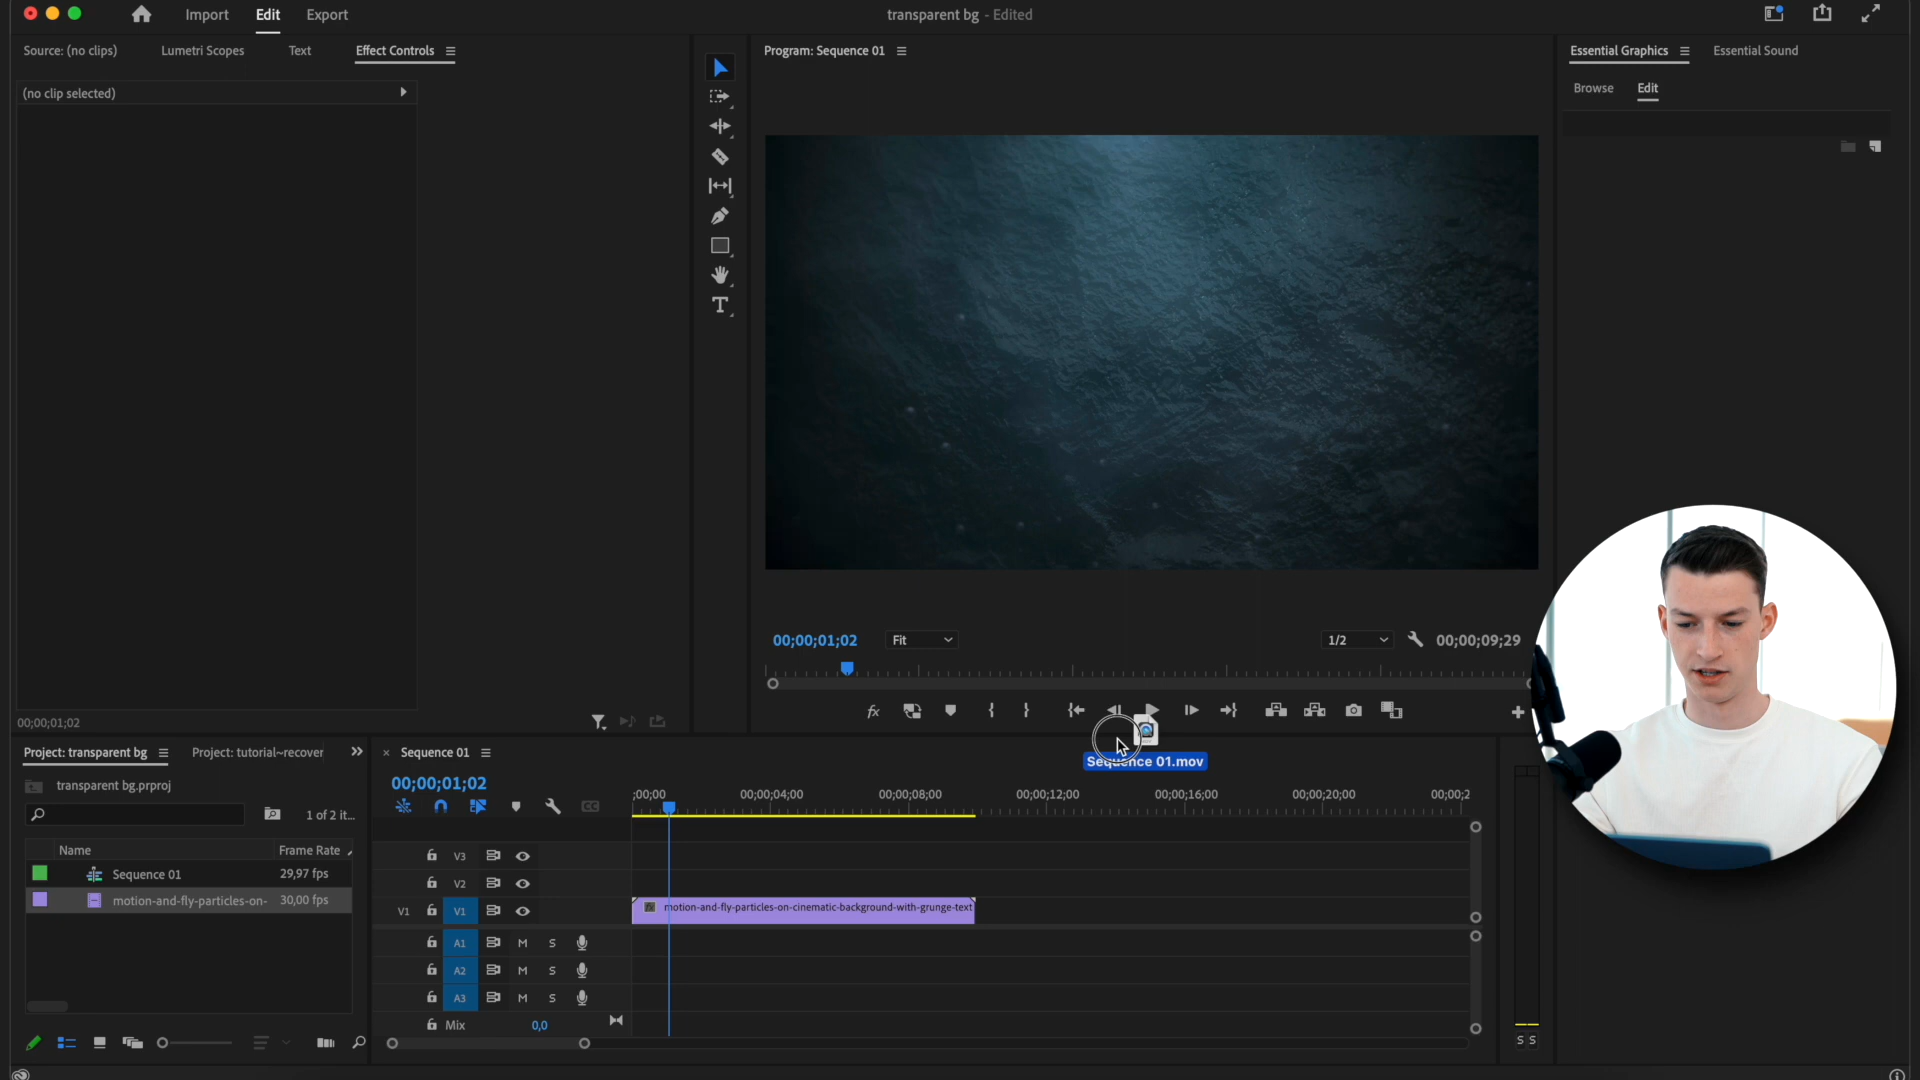 Import Edit Export
transparent bg - Edited
Source: (no clips) Lumetri Scopes Text Effect Controls
Program: Sequence 01
Essential Graphics Essential Sound
(no clip selected)
Browse Edit
T
00;00;01;02 Fit 1/2 00;00;09;29
fx
00;00;01;02
Project: transparent bg Project: tutorial~recover
Sequence 01
Sequence 01.mov
transparent bg.prproj
00;00;01;02
CC
;00;00 00;00;04;00 00;00;08;00 00;00;12;00 00;00;16;00 00;00;20;00 00;00;2
1 of 2 it...
Name Frame Rate
V3
Sequence 01 29,97 fps
V2
motion-and-fly-particles-on- 30,00 fps
V1 V1 motion-and-fly-particles-on-cinematic-background-with-grunge-text
A1 M S
A2 M S
A3 M S
Mix 0,0
S S